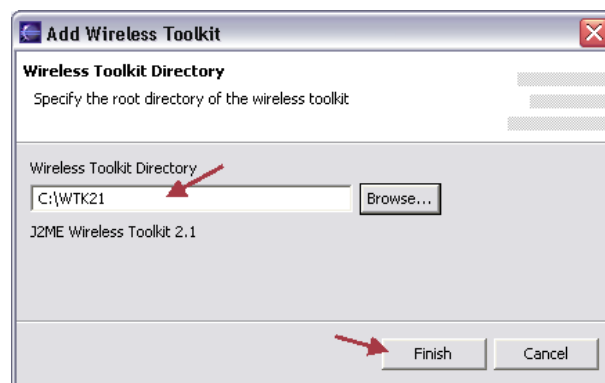 Add Wireless Toolkit
Wireless Toolkit Directory
Specify the root directory of the wireless toolkit
Wireless Toolkit Directory
C:\WTK21
Browse...
J2ME Wireless Toolkit 2.1
Finish
Cancel